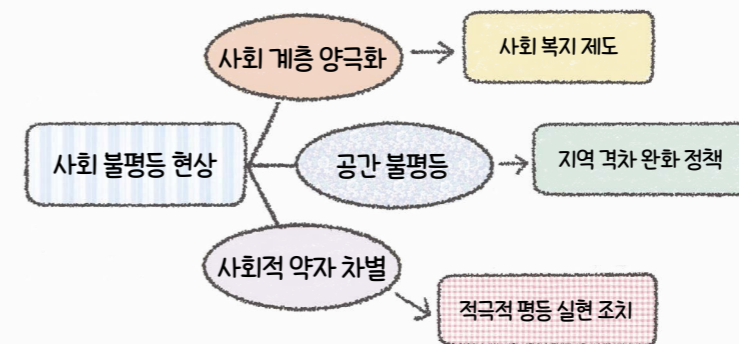 사회 계층 양극화
사회 복지 제도
사회 불평등 현상
공간 불평등
지역 격차 완화 정책
사회적 약자 차별
적극적 평등 실현 조치